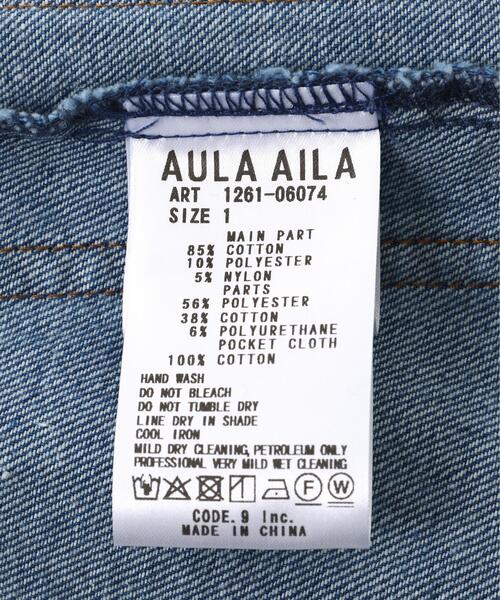 AULA AILA
ART 1261-06074
SIZE 1
MAIN PART
85% COTTON
10% POLYESTER
5% NYLON
PARTS
56% POLYESTER
38% COTTON
6% POLYURETHANE
POCKET CLOTH
100% COTTON
HAND WASH
DO NOT BLEACH
DO NOT TUMBLE DRY
LINE DRY IN SHADE
COOL IRON
MILD DRY CLEANING, PETROLEUM ONLY
PROFESSIONAL VERY MILD WET CLEANING
F W
CODE. 9 Inc.
MADE IN CHINA